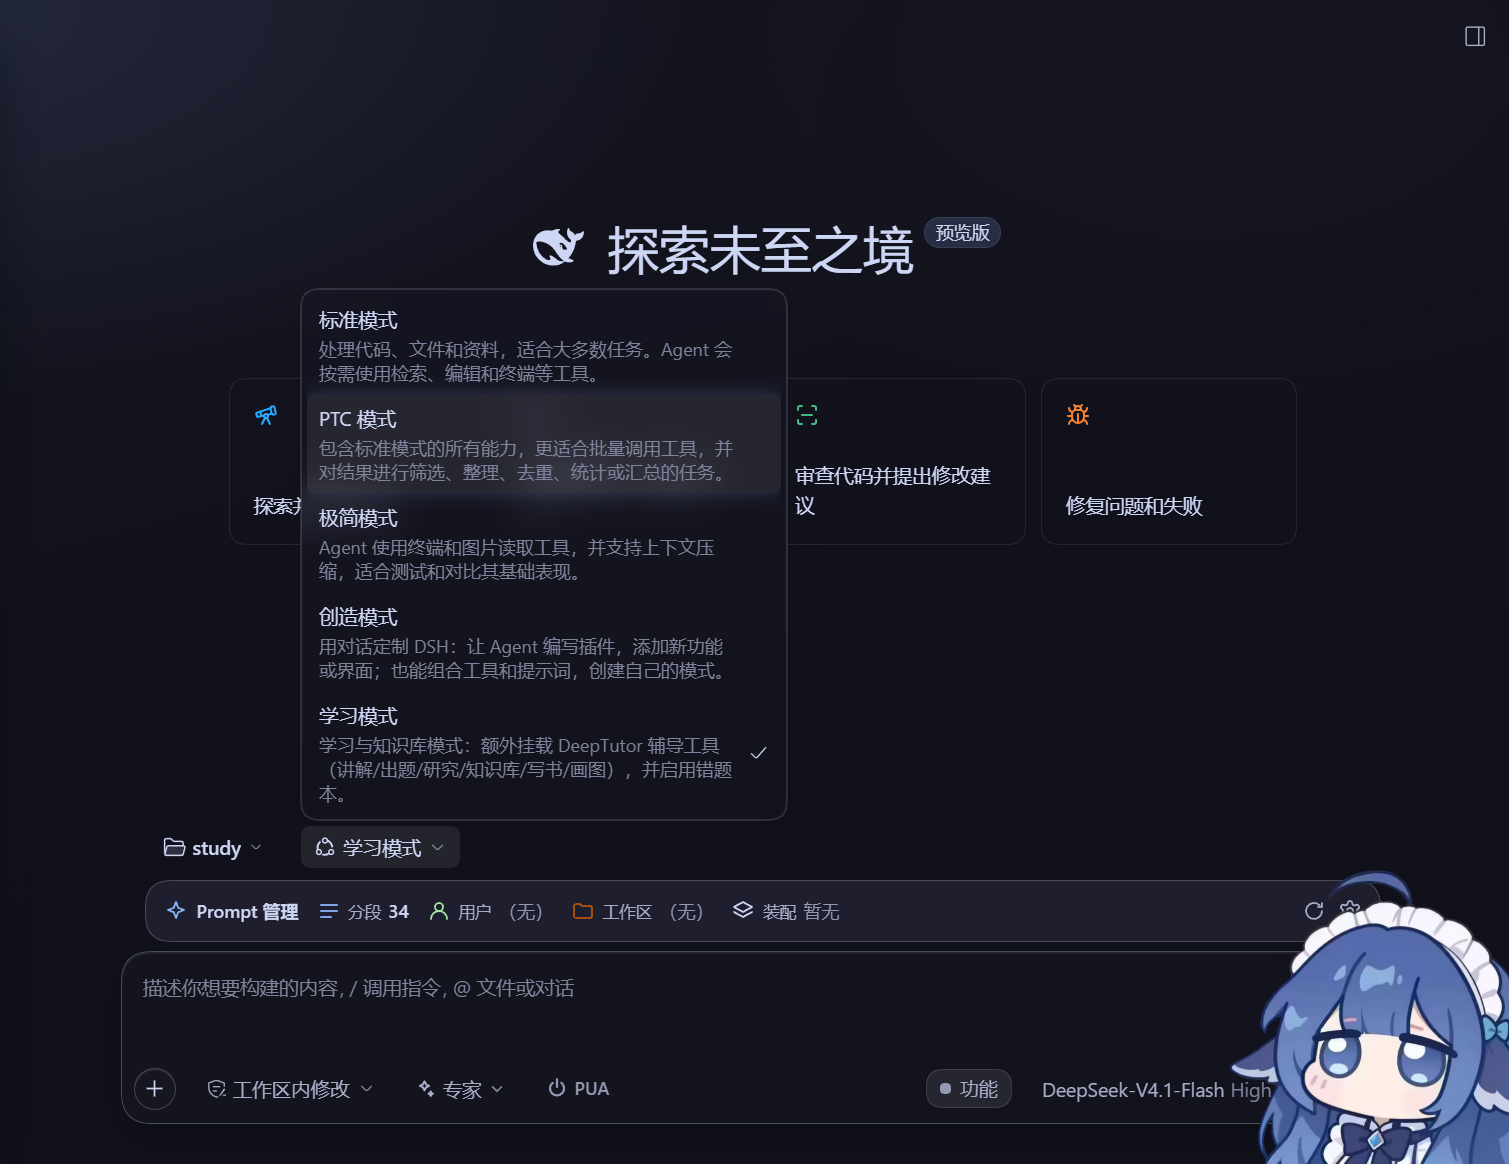 探索未至之境
预览版
标准模式
处理代码、文件和资料，适合大多数任务。Agent 会
按需使用检索、编辑和终端等工具。
PTC 模式
包含标准模式的所有能力，更适合批量调用工具，并
对结果进行筛选、整理、去重、统计或汇总的任务。
极简模式
Agent 使用终端和图片读取工具，并支持上下文压
缩，适合测试和对比其基础表现。
创造模式
用对话定制 DSH：让 Agent 编写插件，添加新功能
或界面；也能组合工具和提示词，创建自己的模式。
学习模式
学习与知识库模式：额外挂载 DeepTutor 辅导工具
（讲解/出题/研究/知识库/写书/画图），并启用错题
本。
探索
审查代码并提出修改建
议
修复问题和失败
study
学习模式
Prompt 管理
分段 34
用户 （无）
工作区 （无）
装配 暂无
描述你想要构建的内容, / 调用指令, @ 文件或对话
工作区内修改
专家
PUA
功能
DeepSeek-V4.1-Flash High